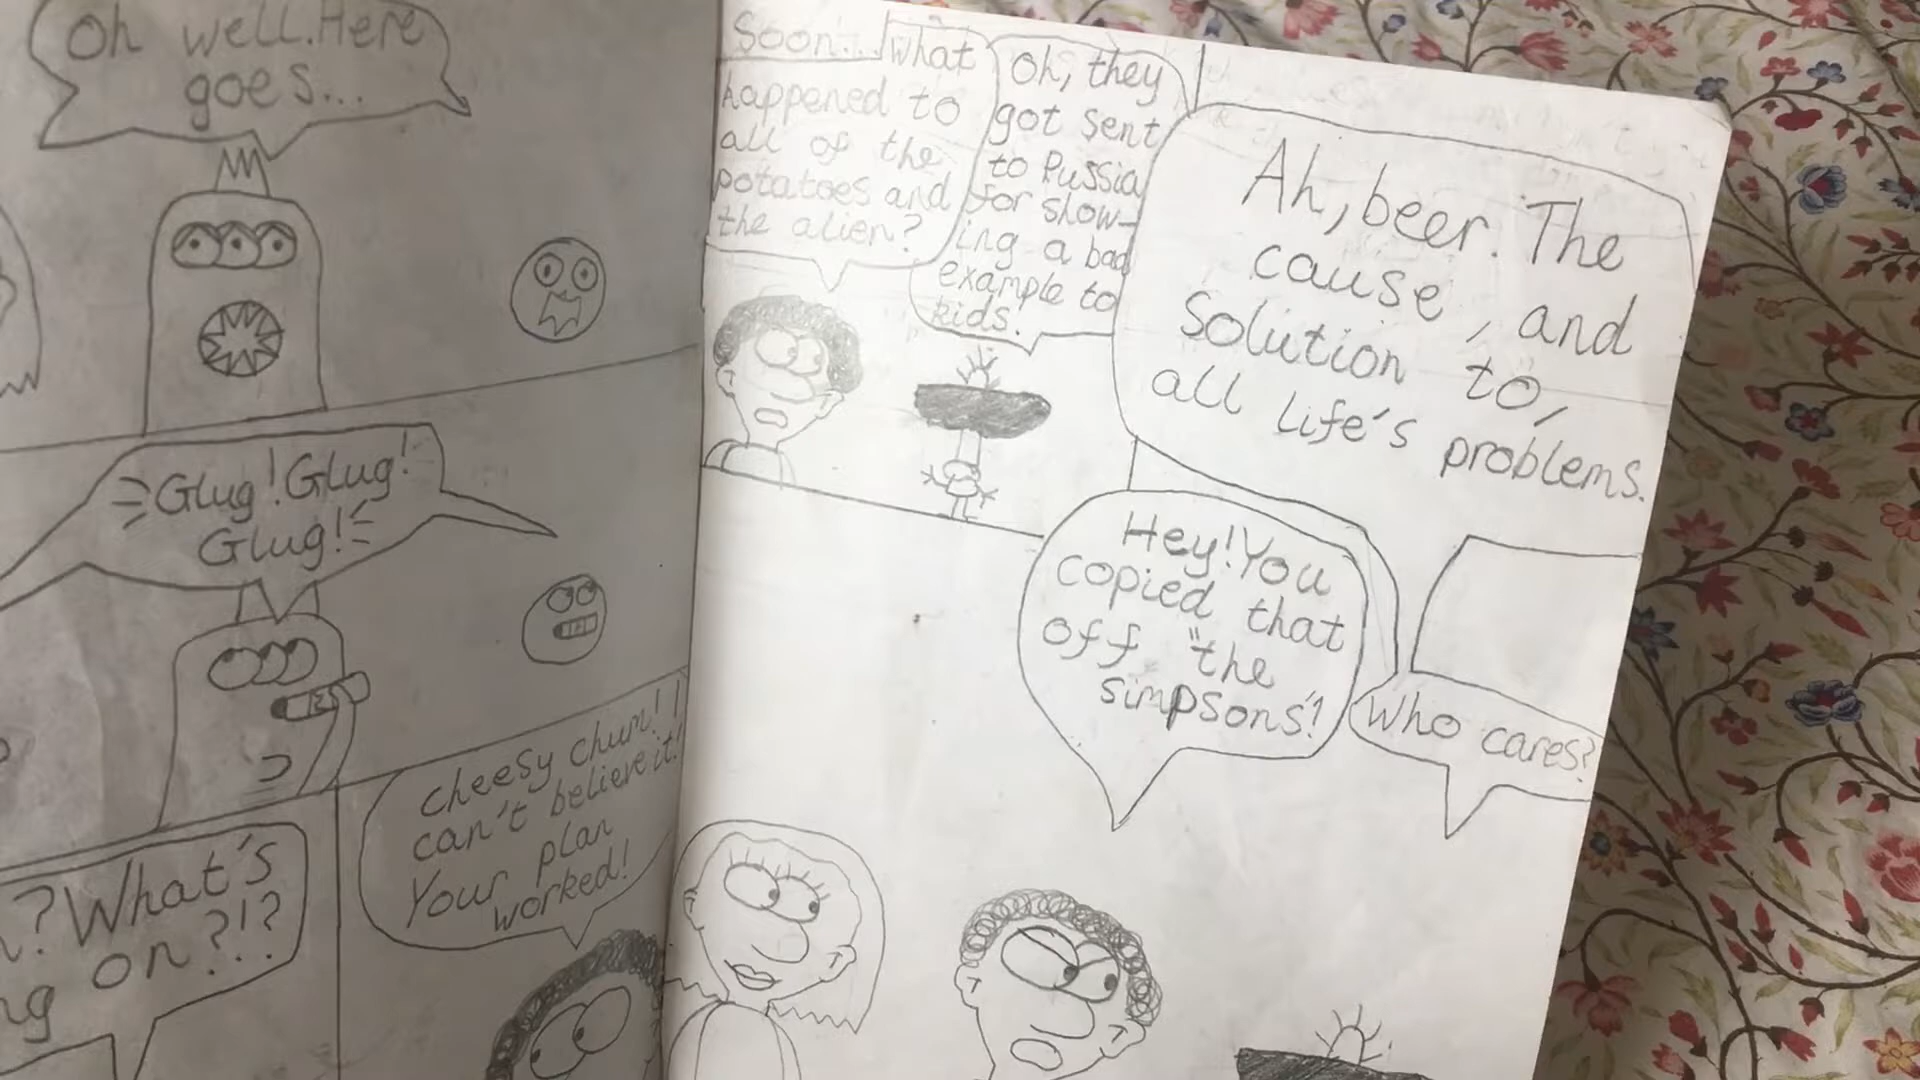 Oh well. Here
goes...
Glug! Glug!
Glug!
?What's
on?!?
cheesy chum! I
can't believe it!
Your plan
worked!
Soon...
What
happened to
all of the
potatoes and
the alien?
Oh, they
got sent
to Russia
for show-
ing a bad
example to
kids!
Ah, beer. The
cause, and
Solution to,
all life's problems.
Hey! You
copied that
off "the
simpsons"!
Who cares?